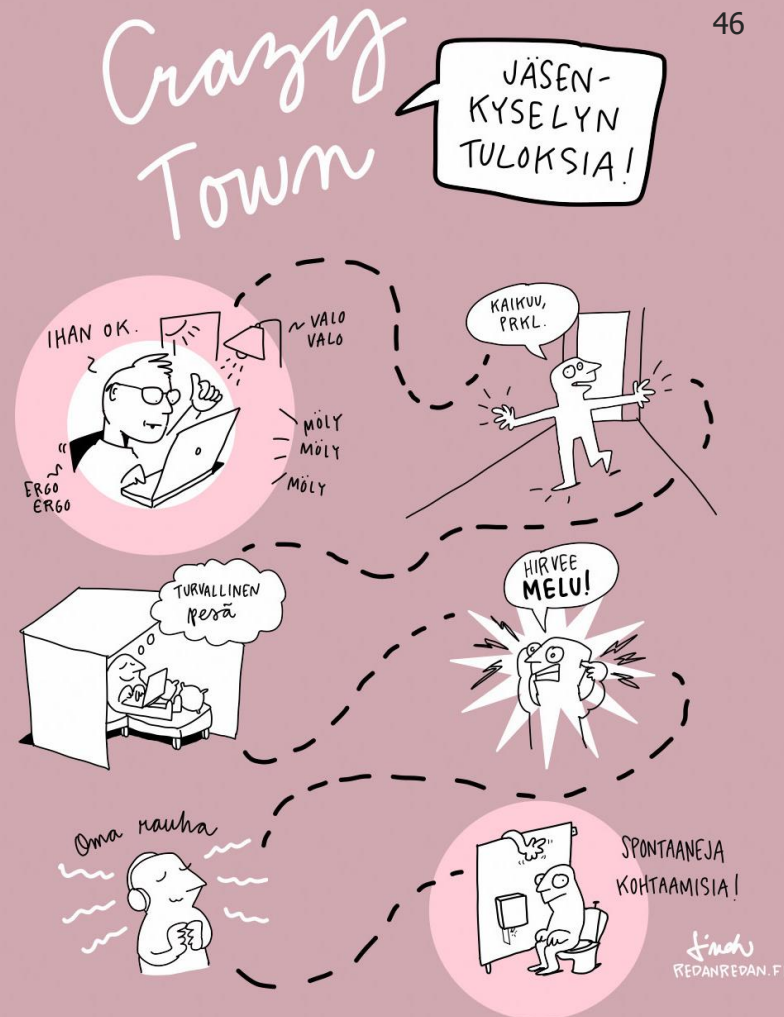 46
Crazy
Town
JÄSEN-
KYSELYN
TULOKSIA!
IHAN OK.
~ VALO
VALO
MÖLY
MÖLY
MÖLY
ERGO
ERGO
KAIKUU,
PRKL.
TURVALLINEN
pesä
HIRVEE
MELU!
Oma rauha
SPONTAANEJA
KOHTAAMISIA!
REDANREDAN.F